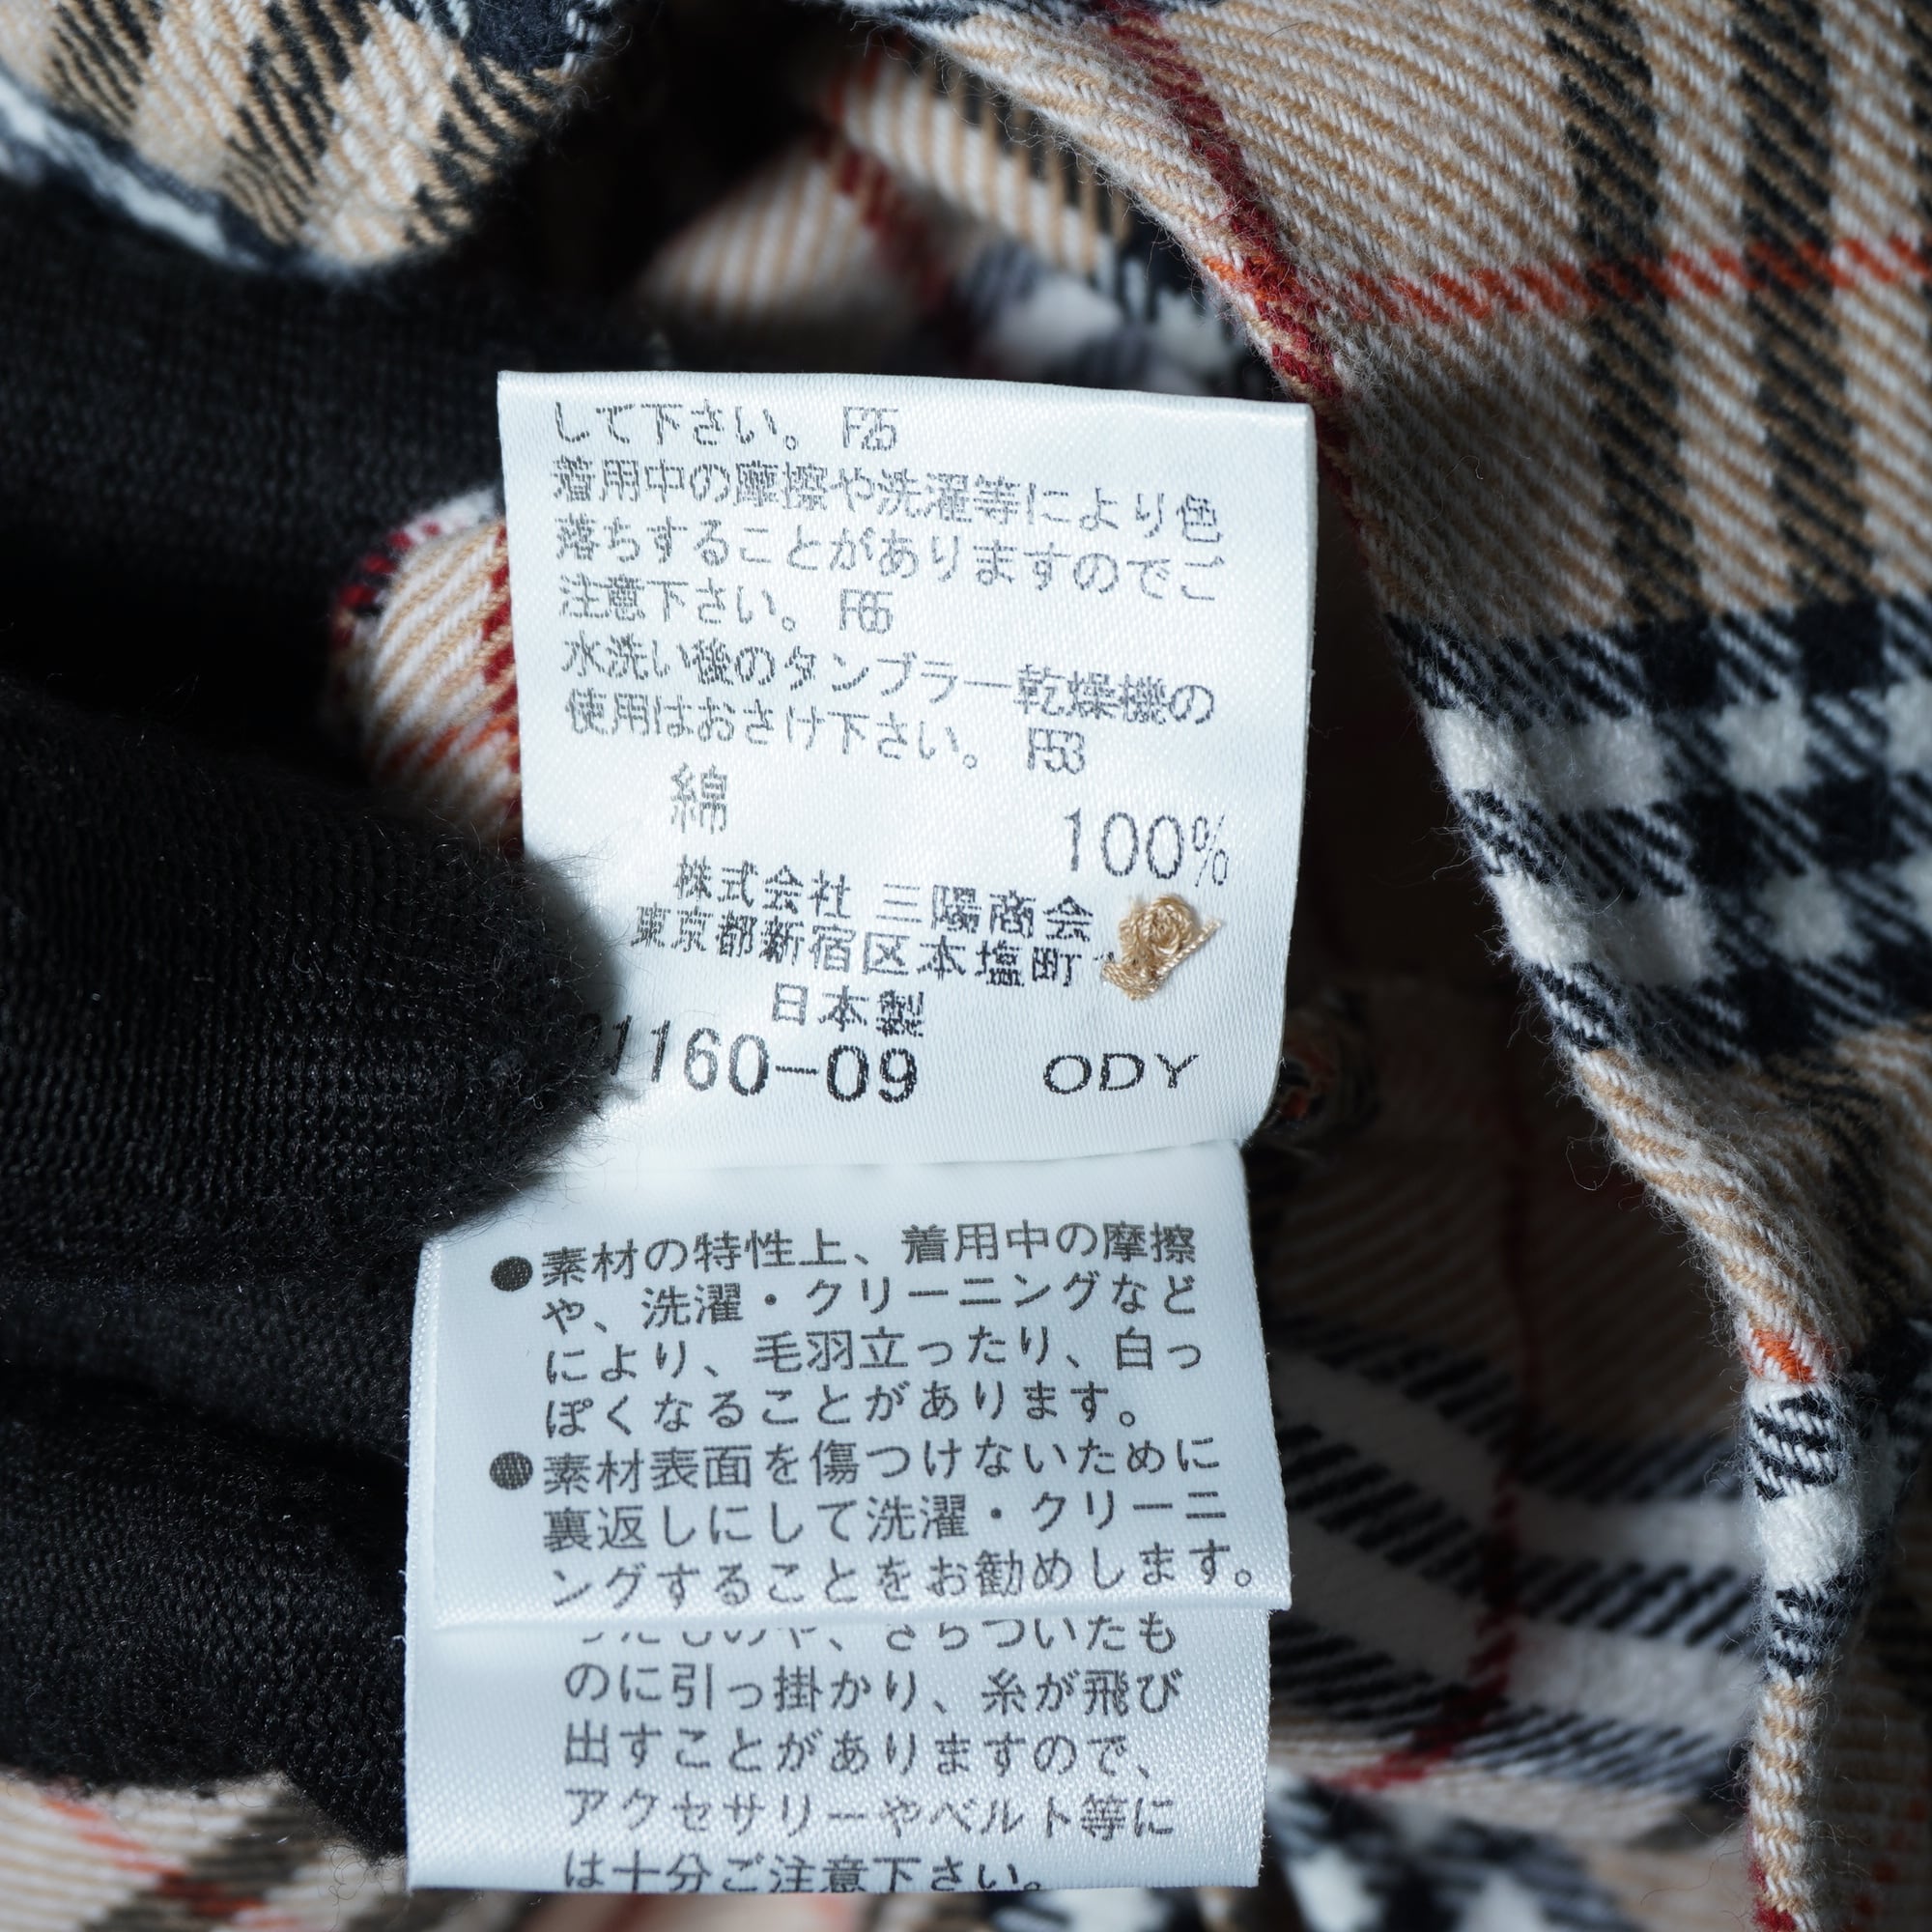 して下さい。 F25
着用中の摩擦や洗濯等により色
落ちすることがありますのでご
注意下さい。
水洗い後のタンブラー乾燥機の
使用はおさけ下さい。 F53
綿 100%
株式会社 三陽商会
東京都新宿区本塩町
日本製
1160-09 ODY
●素材の特性上、着用中の摩擦
や、洗濯・クリーニングなど
により、毛羽立ったり、白っ
ぽくなることがあります。
●素材表面を傷つけないために
裏返しにして洗濯・クリーニ
ングすることをお勧めします。
ざらついたも
のに引っ掛かり、糸が飛び
出すことがありますので、
アクセサリーやベルト等に
は十分ご注意下さい。